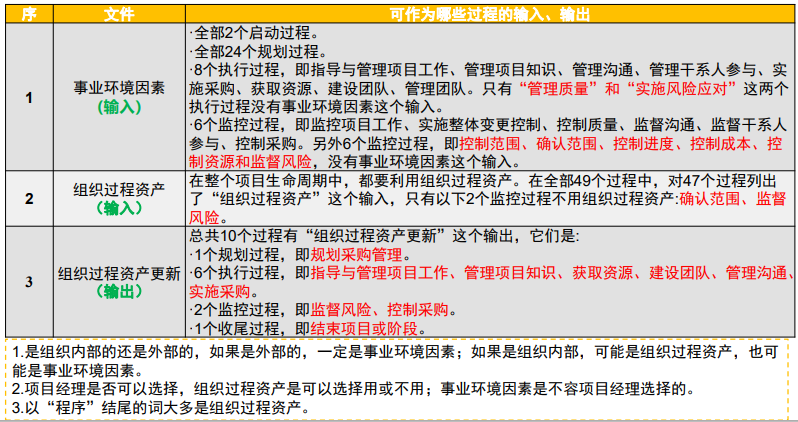 序 文件 可作为哪些过程的输入、输出
1
事业环境因素
(输入)
·全部2个启动过程。
·全部24个规划过程。
·8个执行过程，即指导与管理项目工作、管理项目知识、管理沟通、管理干系人参与、实
施采购、获取资源、建设团队、管理团队。只有“管理质量”和“实施风险应对”这两个
执行过程没有事业环境因素这个输入。
·6个监控过程，即监控项目工作、实施整体变更控制、控制质量、监督沟通、监督干系人
参与、控制采购。另外6个监控过程，即控制范围、确认范围、控制进度、控制成本、控
制资源和监督风险，没有事业环境因素这个输入。
2
组织过程资产
（输入）
在整个项目生命周期中，都要利用组织过程资产。在全部49个过程中，对47个过程列出
了“组织过程资产”这个输入，只有以下2个监控过程不用组织过程资产:确认范围、监督
风险。
3
组织过程资产更新
（输出）
总共10个过程有“组织过程资产更新”这个输出，它们是:
·1个规划过程，即规划采购管理。
·6个执行过程，即指导与管理项目工作、管理项目知识、获取资源、建设团队、管理沟通、
实施采购。
·2个监控过程，即监督风险、控制采购。
·1个收尾过程，即结束项目或阶段。
1.是组织内部的还是外部的，如果是外部的，一定是事业环境因素；如果是组织内部，可能是组织过程资产，也可
能是事业环境因素。
2.项目经理是否可以选择，组织过程资产是可以选择用或不用；事业环境因素是不容项目经理选择的。
3.以“程序”结尾的词大多是组织过程资产。